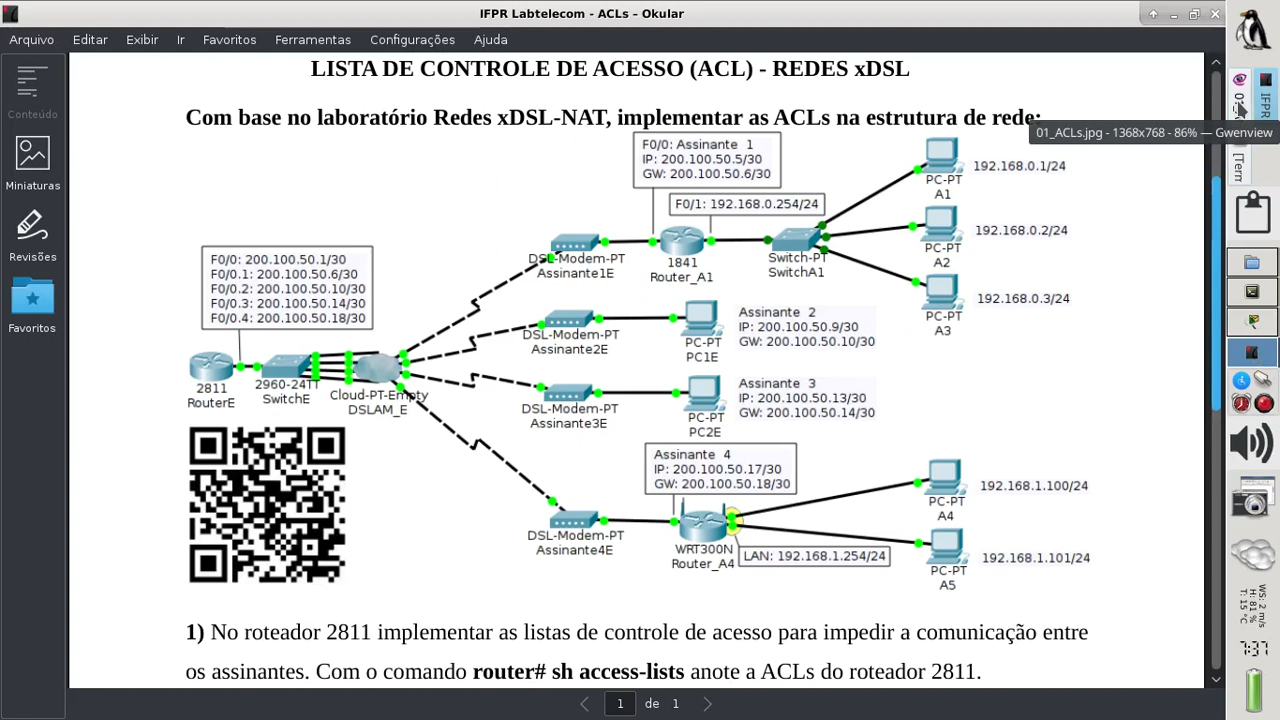 IFPR Labtelecom - ACLs – Okular
Arquivo Editar Exibir Ir Favoritos Ferramentas Configurações Ajuda
Conteúdo
Miniaturas
Revisões
Favoritos
LISTA DE CONTROLE DE ACESSO (ACL) - REDES xDSL
Com base no laboratório Redes xDSL-NAT, implementar as ACLs na estrutura de rede:
01_ACLs.jpg - 1368x768 - 86% — Gwenview
F0/0: Assinante 1
IP: 200.100.50.5/30
GW: 200.100.50.6/30
F0/1: 192.168.0.254/24
PC-PT
A1
192.168.0.1/24
PC-PT
A2
192.168.0.2/24
PC-PT
A3
192.168.0.3/24
DSL-Modem-PT
Assinante1E
1841
Router_A1
Switch-PT
SwitchA1
F0/0: 200.100.50.1/30
F0/0.1: 200.100.50.6/30
F0/0.2: 200.100.50.10/30
F0/0.3: 200.100.50.14/30
F0/0.4: 200.100.50.18/30
2811
RouterE
2960-24TT
SwitchE
Cloud-PT-Empty
DSLAM_E
DSL-Modem-PT
Assinante2E
PC-PT
PC1E
Assinante 2
IP: 200.100.50.9/30
GW: 200.100.50.10/30
DSL-Modem-PT
Assinante3E
PC-PT
PC2E
Assinante 3
IP: 200.100.50.13/30
GW: 200.100.50.14/30
Assinante 4
IP: 200.100.50.17/30
GW: 200.100.50.18/30
DSL-Modem-PT
Assinante4E
WRT300N
Router_A4
LAN: 192.168.1.254/24
PC-PT
A4
192.168.1.100/24
PC-PT
A5
192.168.1.101/24
1) No roteador 2811 implementar as listas de controle de acesso para impedir a comunicação entre
os assinantes. Com o comando router# sh access-lists anote a ACLs do roteador 2811.
1 de 1
IFPR
[Terr
WS: 2 m/s
H: 81 %
T: 15 °C
7:37